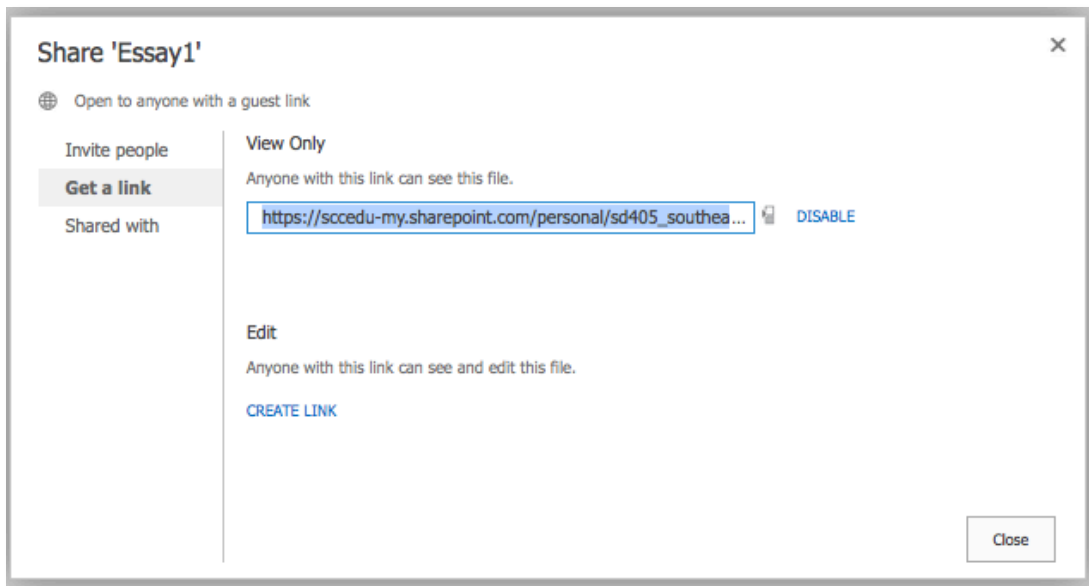 Share 'Essay1'
Open to anyone with a guest link
Invite people
Get a link
Shared with
View Only
Anyone with this link can see this file.
https://sccedu-my.sharepoint.com/personal/sd405_southea...
DISABLE
Edit
Anyone with this link can see and edit this file.
CREATE LINK
Close